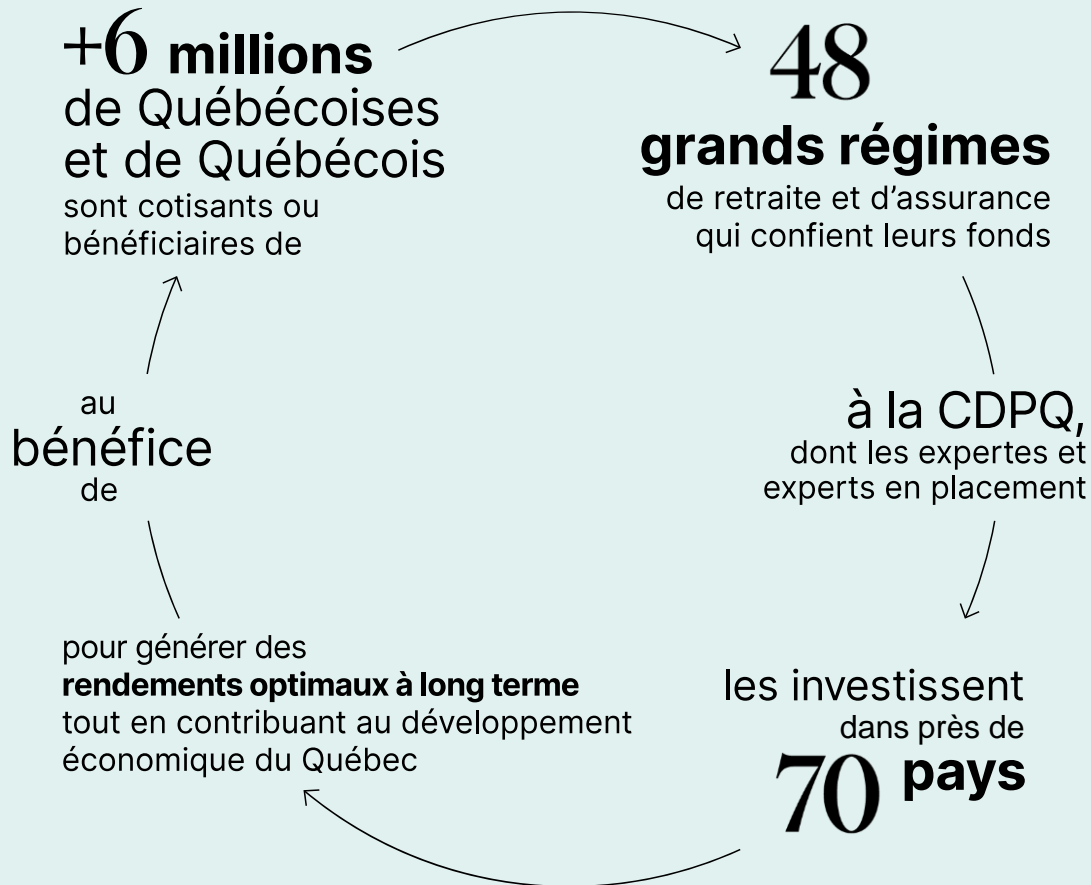 +6 millions
de Québécoises
et de Québécois
sont cotisants ou
bénéficiaires de
48
grands régimes
de retraite et d’assurance
qui confient leurs fonds
à la CDPQ,
dont les expertes et
experts en placement
les investissent
dans près de
70 pays
pour générer des
rendements optimaux à long terme
tout en contribuant au développement
économique du Québec
au
bénéfice
de